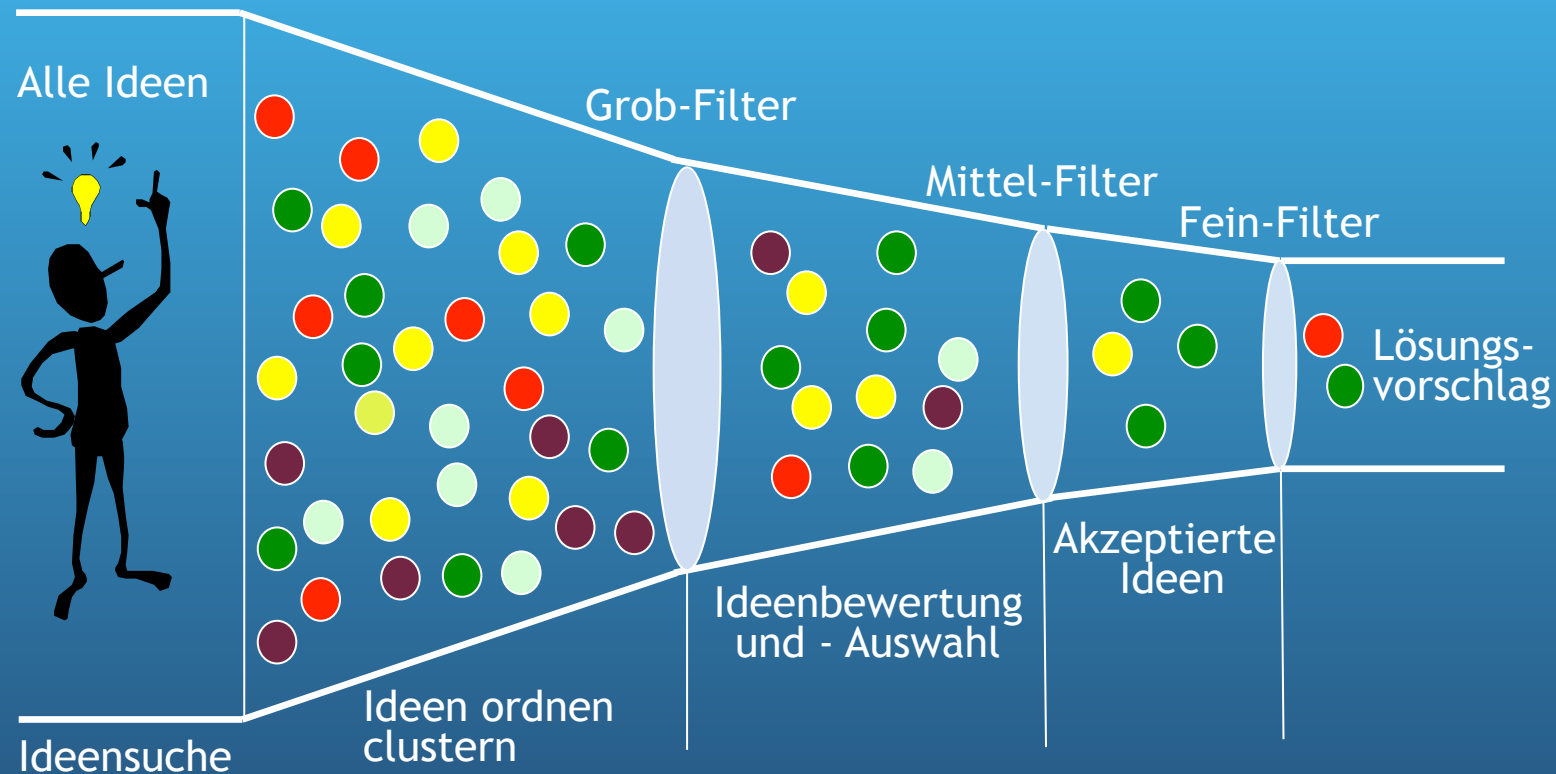 Alle Ideen
Grob-Filter
Mittel-Filter
Fein-Filter
Lösungs-
vorschlag
Akzeptierte
Ideen
Ideenbewertung
und - Auswahl
Ideen ordnen
clustern
Ideensuche